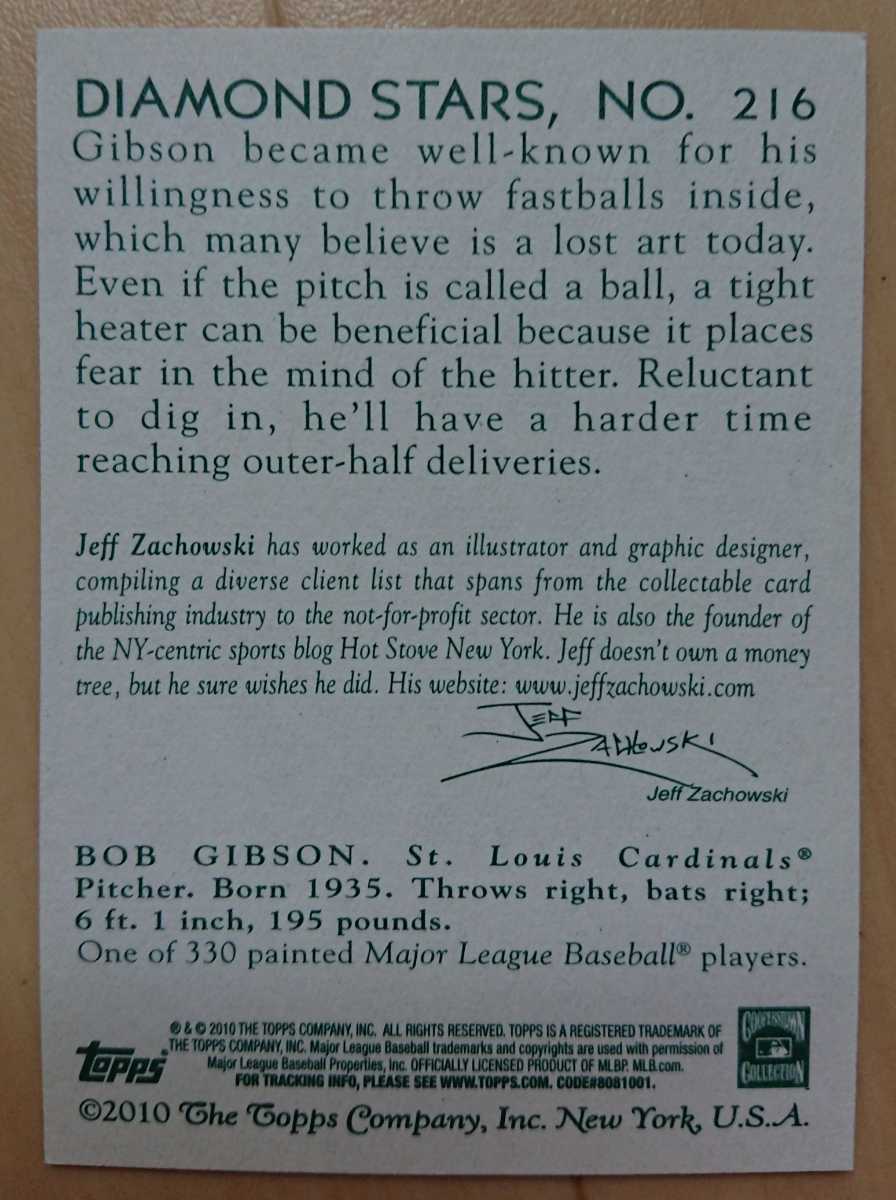 DIAMOND STARS, NO. 216
Gibson became well-known for his
willingness to throw fastballs inside,
which many believe is a lost art today.
Even if the pitch is called a ball, a tight
heater can be beneficial because it places
fear in the mind of the hitter. Reluctant
to dig in, he'll have a harder time
reaching outer-half deliveries.
Jeff Zachowski has worked as an illustrator and graphic designer,
compiling a diverse client list that spans from the collectable card
publishing industry to the not-for-profit sector. He is also the founder of
the NY-centric sports blog Hot Stove New York. Jeff doesn't own a money
tree, but he sure wishes he did. His website: www.jeffzachowski.com
JEFF
ZACHOWSKI
Jeff Zachowski
BOB GIBSON. St. Louis Cardinals®
Pitcher. Born 1935. Throws right, bats right;
6 ft. 1 inch, 195 pounds.
One of 330 painted Major League Baseball® players.
® & © 2010 THE TOPPS COMPANY, INC. ALL RIGHTS RESERVED. TOPPS IS A REGISTERED TRADEMARK OF
THE TOPPS COMPANY, INC. Major League Baseball trademarks and copyrights are used with permission of
Major League Baseball Properties, Inc. OFFICIALLY LICENSED PRODUCT OF MLBP. MLB.com.
FOR TRACKING INFO, PLEASE SEE WWW.TOPPS.COM. CODE#8081001.
topps
COOPERSTOWN
COLLECTION
©2010 The Topps Company, Inc. New York, U.S.A.